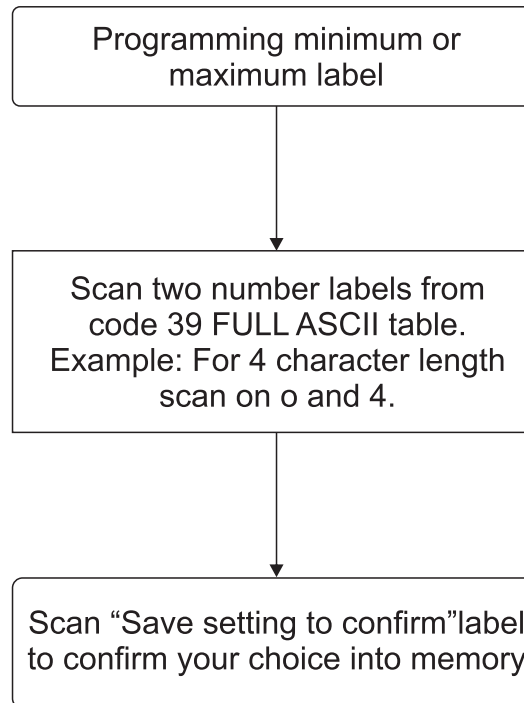 Programming minimum or
maximum label
Scan two number labels from
code 39 FULL ASCII table.
Example: For 4 character length
scan on o and 4.
Scan “Save setting to confirm”label
to confirm your choice into memory